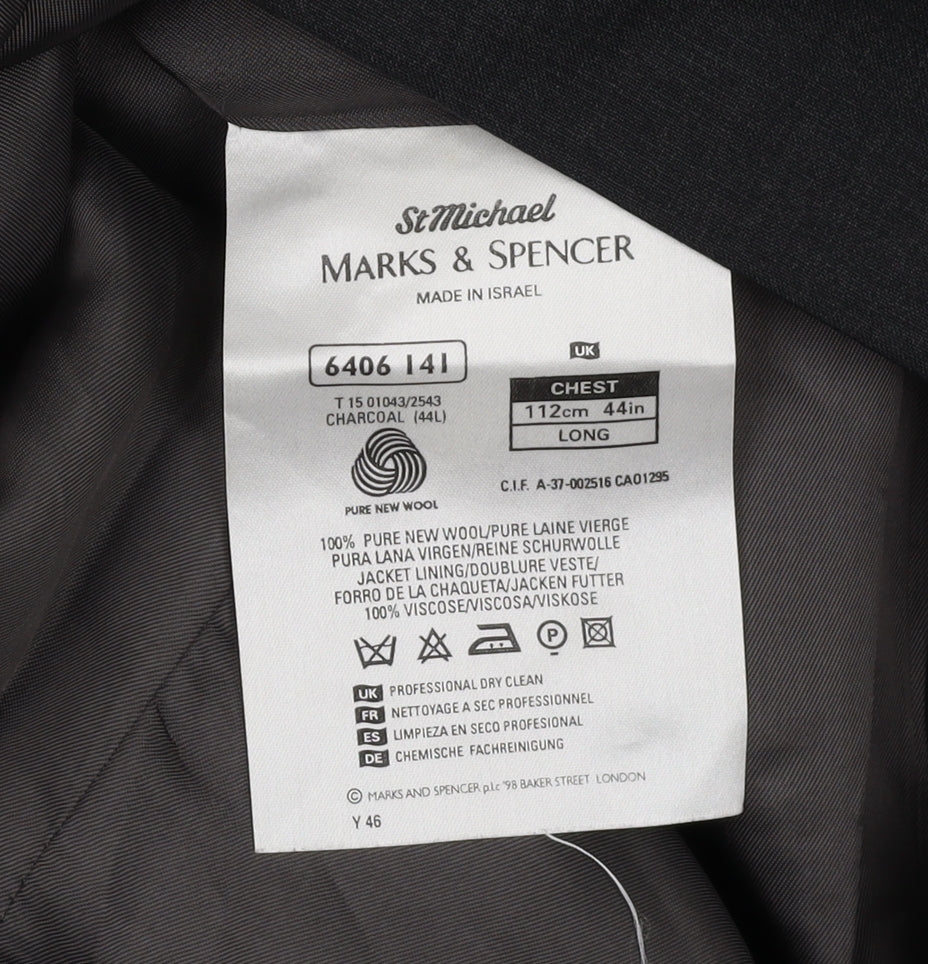 St Michael
MARKS & SPENCER
MADE IN ISRAEL
6406 141
T 15 01043/2543
CHARCOAL (44L)
PURE NEW WOOL
UK
CHEST
112cm 44in
LONG
C.I.F. A-37-002516 CA01295
100% PURE NEW WOOL/PURE LAINE VIERGE
PURA LANA VIRGEN/REINE SCHURWOLLE
JACKET LINING/DOUBLURE VESTE/
FORRO DE LA CHAQUETA/JACKEN FUTTER
100% VISCOSE/VISCOSA/VISKOSE
P
UK PROFESSIONAL DRY CLEAN
FR NETTOYAGE A SEC PROFESSIONNEL
ES LIMPIEZA EN SECO PROFESIONAL
DE CHEMISCHE FACHREINIGUNG
© MARKS AND SPENCER p.l.c '98 BAKER STREET LONDON
Y 46